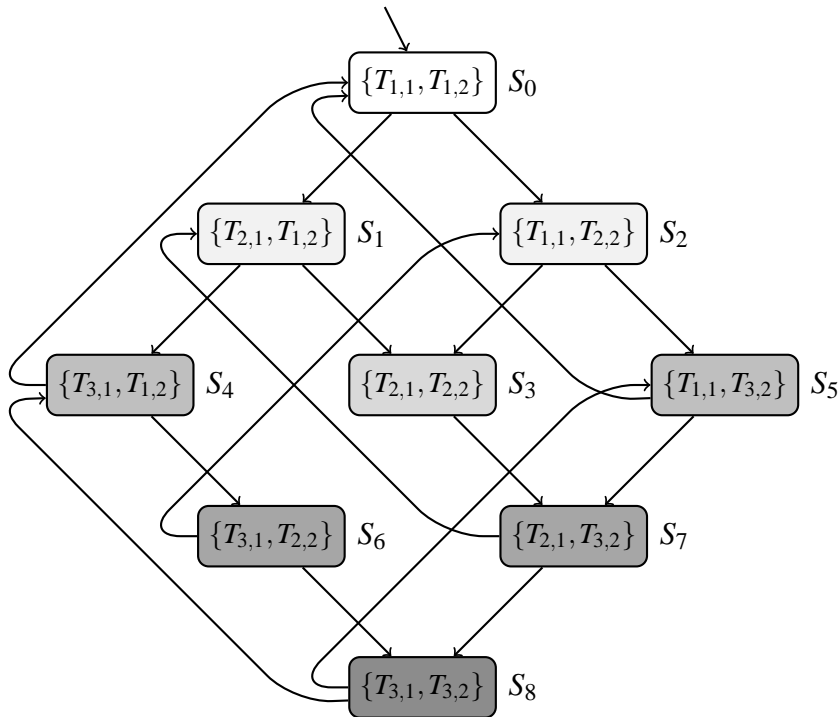 {T1,1, T1,2} S0
{T2,1, T1,2} S1
{T1,1, T2,2} S2
{T3,1, T1,2} S4
{T2,1, T2,2} S3
{T1,1, T3,2} S5
{T3,1, T2,2} S6
{T2,1, T3,2} S7
{T3,1, T3,2} S8